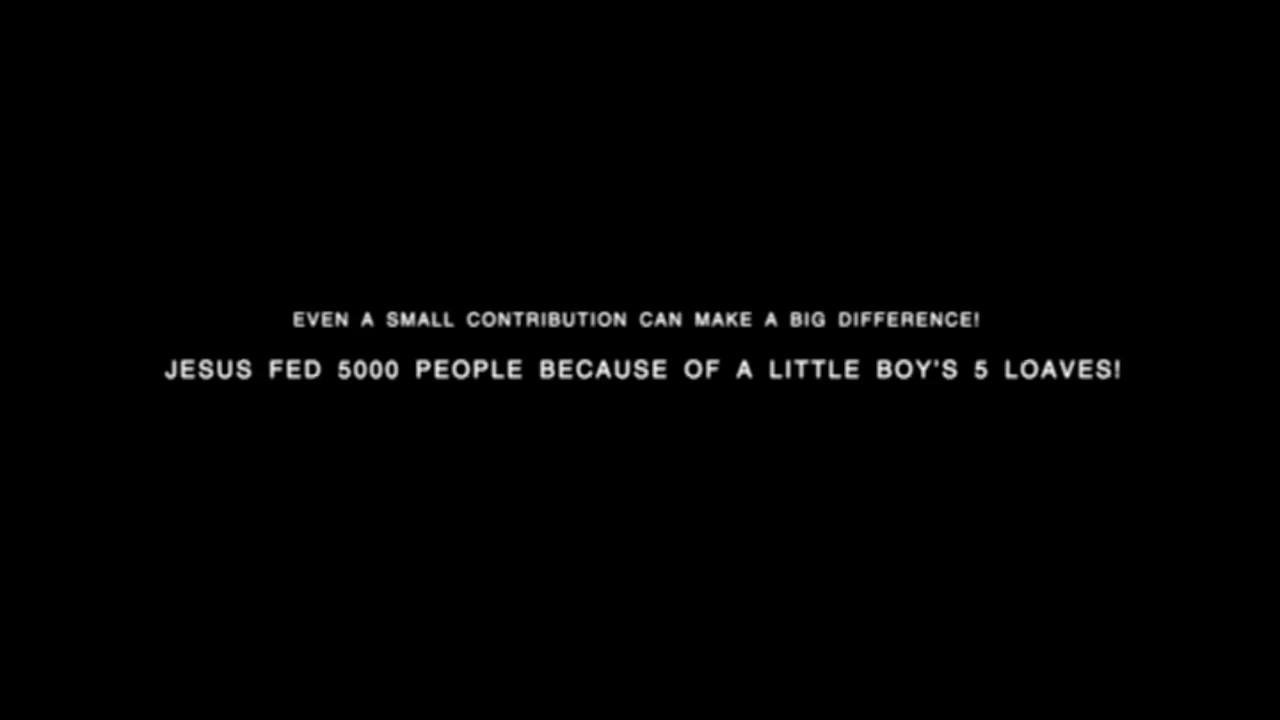 EVEN A SMALL CONTRIBUTION CAN MAKE A BIG DIFFERENCE!
JESUS FED 5000 PEOPLE BECAUSE OF A LITTLE BOY'S 5 LOAVES!